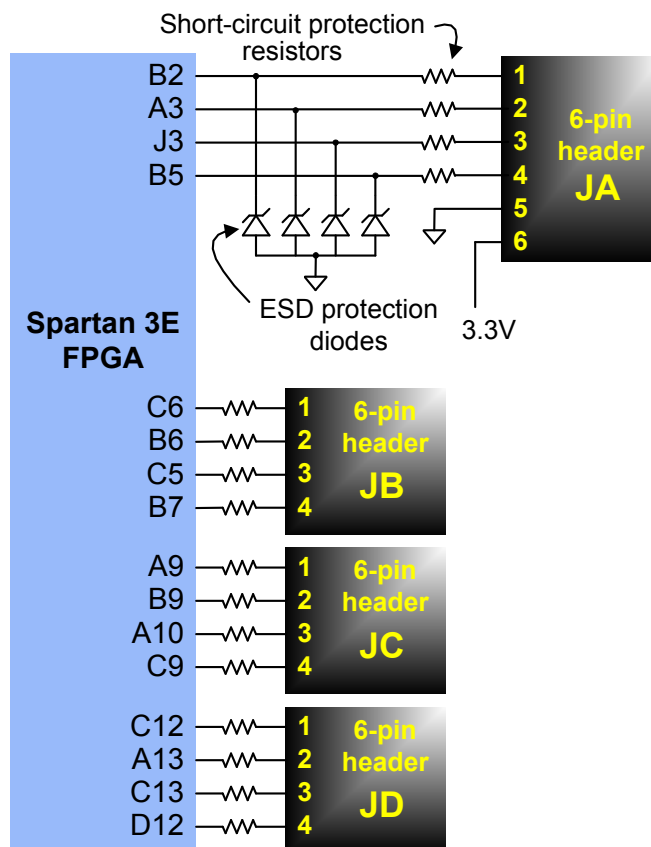 Short-circuit protection
resistors
B2
A3
J3
B5
1
2
3
4
5
6
6-pin
header
JA
ESD protection
diodes
3.3V
Spartan 3E
FPGA
C6
B6
C5
B7
1
2
3
4
6-pin
header
JB
A9
B9
A10
C9
1
2
3
4
6-pin
header
JC
C12
A13
C13
D12
1
2
3
4
6-pin
header
JD